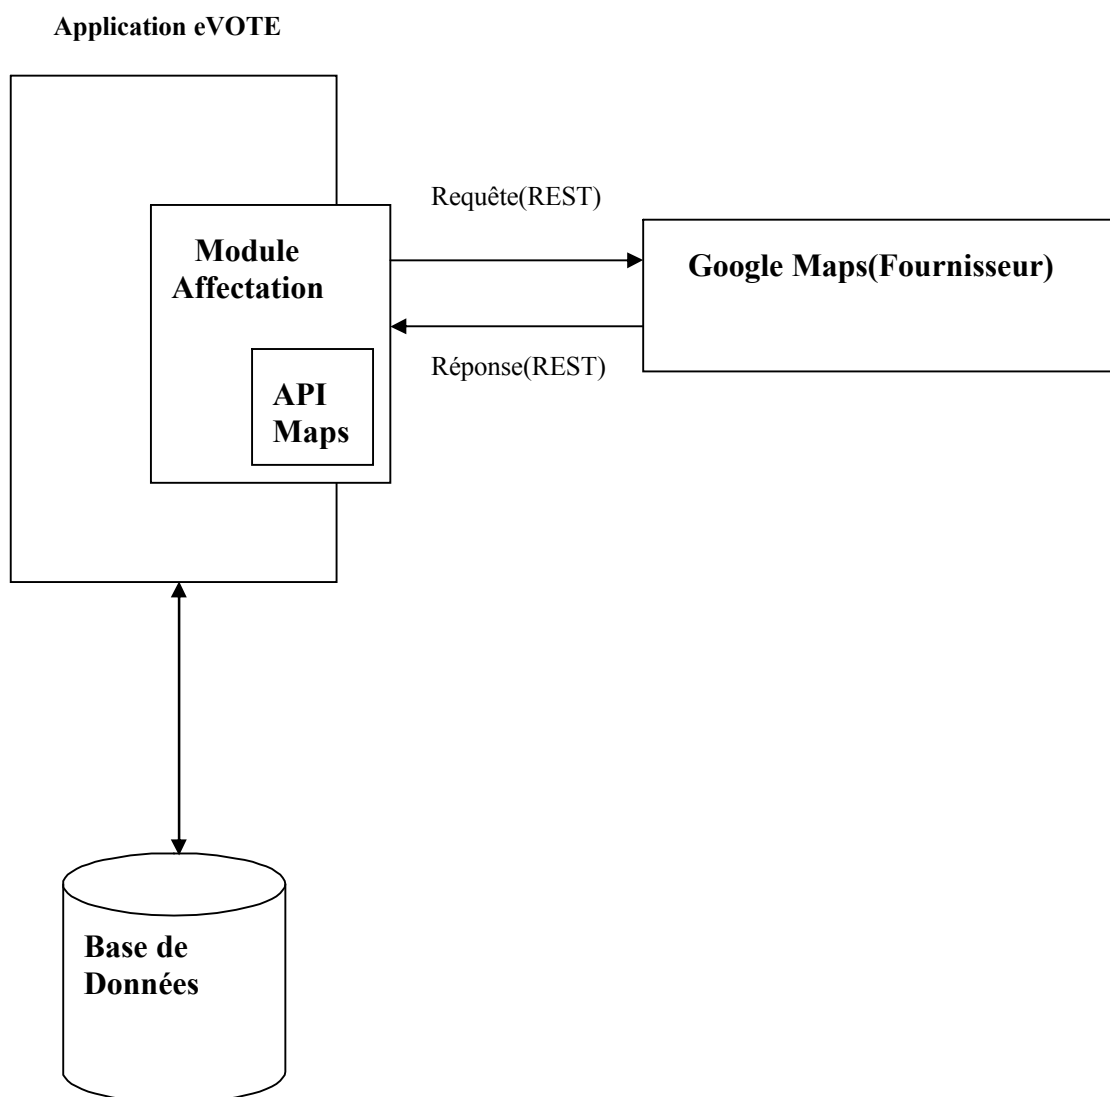 Application eVOTE
Requête(REST)
Module
Affectation
Google Maps(Fournisseur)
Réponse(REST)
API
Maps
Base de
Données